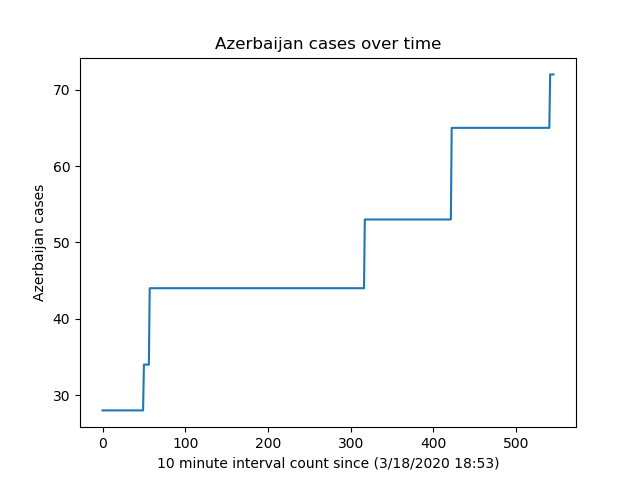 Azerbaijan cases over time
70
60
50
40
30
Azerbaijan cases
0 100 200 300 400 500
10 minute interval count since (3/18/2020 18:53)